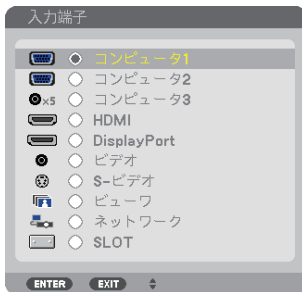 入力端子
コンピュータ1
コンピュータ2
×5 コンピュータ3
HDMI
DisplayPort
ビデオ
S-ビデオ
ビューワ
ネットワーク
SLOT
ENTER EXIT